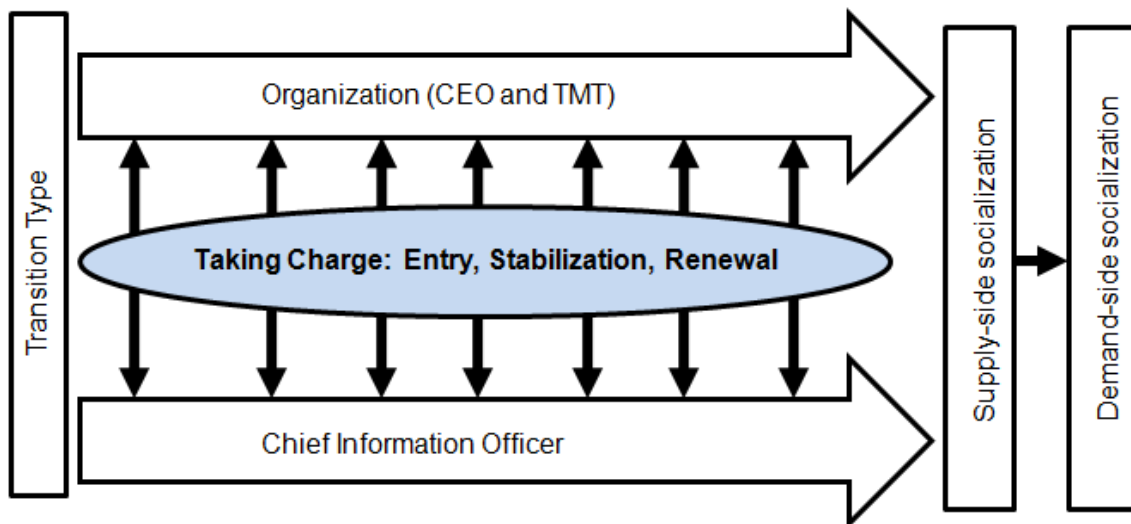 Transition Type
Organization (CEO and TMT)
Taking Charge: Entry, Stabilization, Renewal
Chief Information Officer
Supply-side socialization
Demand-side socialization